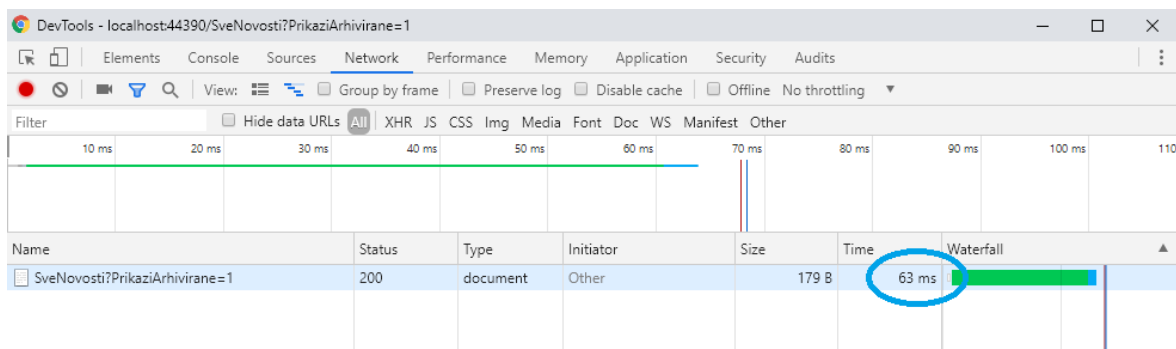 DevTools - localhost:44390/SveNovosti?PrikaziArhivirane=1
Elements Console Sources Network Performance Memory Application Security Audits
View: Group by frame Preserve log Disable cache Offline No throttling
Filter Hide data URLs All XHR JS CSS Img Media Font Doc WS Manifest Other
10 ms 20 ms 30 ms 40 ms 50 ms 60 ms 70 ms 80 ms 90 ms 100 ms 110
Name Status Type Initiator Size Time Waterfall
SveNovosti?PrikaziArhivirane=1 200 document Other 179 B 63 ms